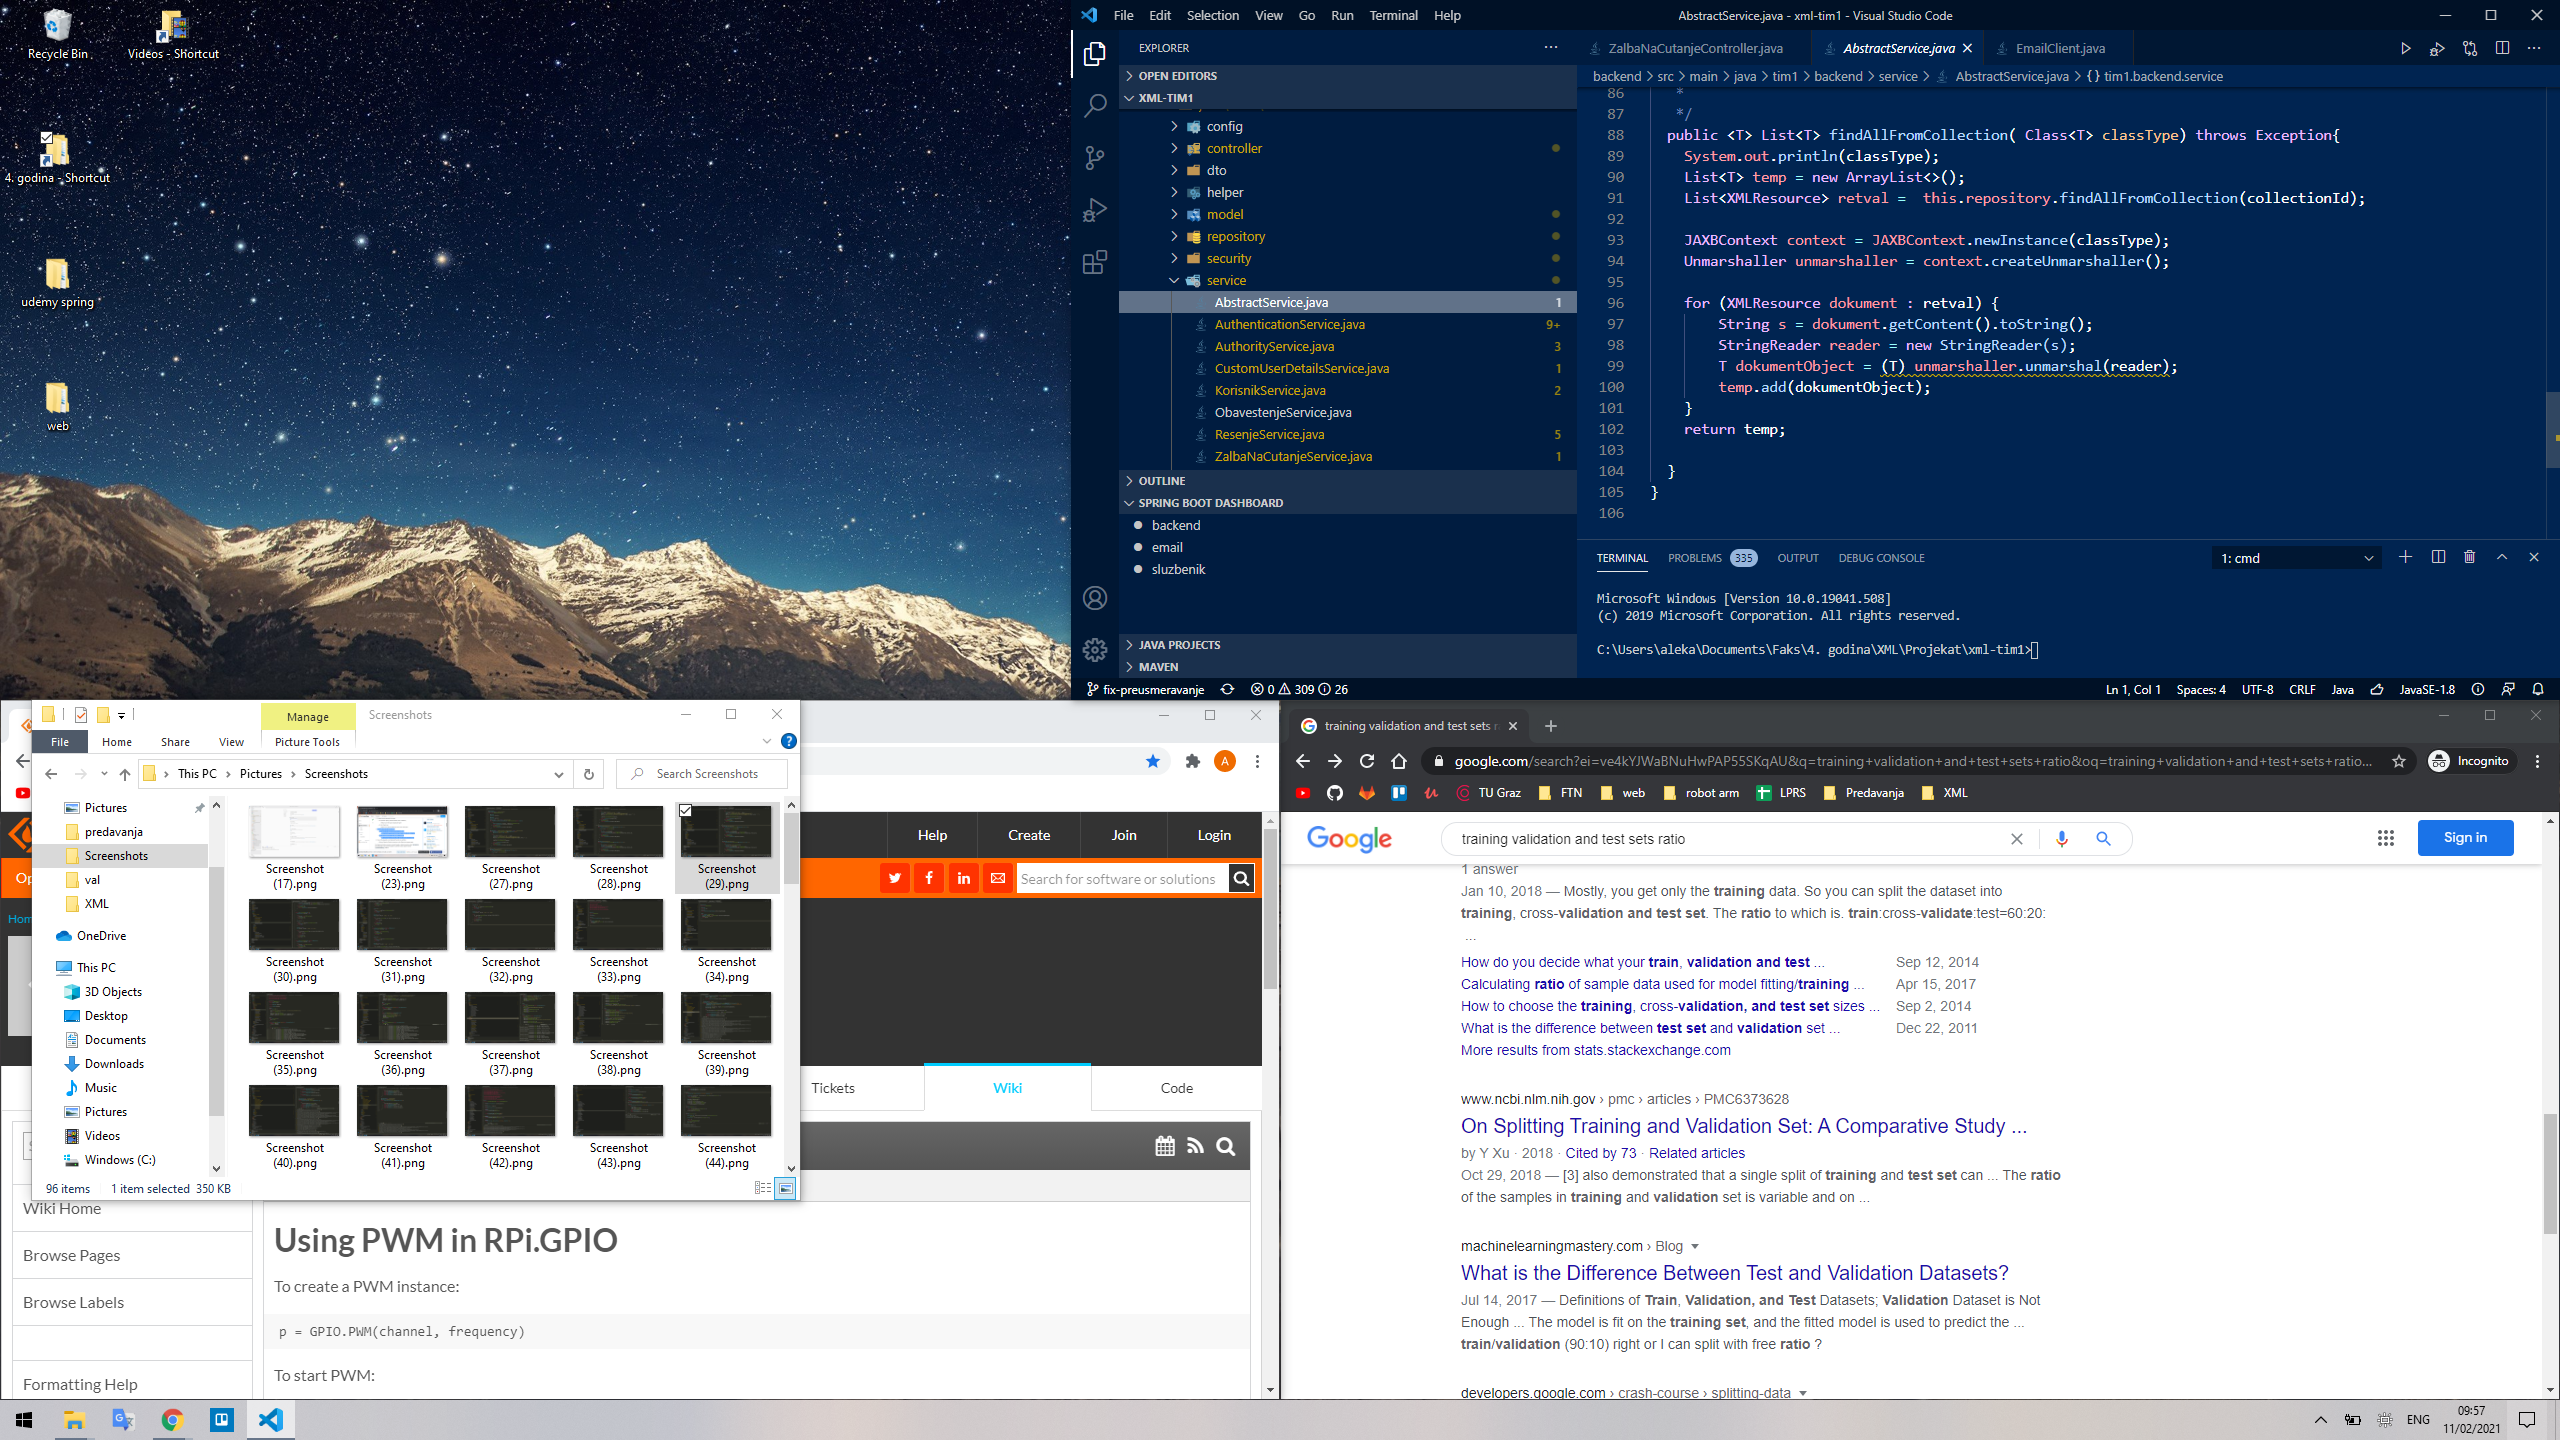 Recycle Bin
Videos - Shortcut
4. godina - Shortcut
udemy spring
web
File Edit Selection View Go Run Terminal Help
AbstractService.java - xml-tim1 - Visual Studio Code
EXPLORER
OPEN EDITORS
XML-TIM1
config
controller
dto
helper
model
repository
security
service
AbstractService.java 1
AuthenticationService.java 9+
AuthorityService.java 3
CustomUserDetailsService.java 1
KorisnikService.java 2
ObavestenjeService.java
ResenjeService.java 5
ZalbaNaCutanjeService.java 1
OUTLINE
SPRING BOOT DASHBOARD
backend
email
sluzbenik
JAVA PROJECTS
MAVEN
ZalbaNaCutanjeController.java AbstractService.java EmailClient.java
backend > src > main > java > tim1 > backend > service > AbstractService.java > {} tim1.backend.service
86 *
87 */
88 public <T> List<T> findAllFromCollection( Class<T> classType) throws Exception{
89 System.out.println(classType);
90 List<T> temp = new ArrayList<>();
91 List<XMLResource> retval = this.repository.findAllFromCollection(collectionId);
92
93 JAXBContext context = JAXBContext.newInstance(classType);
94 Unmarshaller unmarshaller = context.createUnmarshaller();
95
96 for (XMLResource dokument : retval) {
97 String s = dokument.getContent().toString();
98 StringReader reader = new StringReader(s);
99 T dokumentObject = (T) unmarshaller.unmarshal(reader);
100 temp.add(dokumentObject);
101 }
102 return temp;
103
104 }
105 }
106
TERMINAL PROBLEMS 335 OUTPUT DEBUG CONSOLE
1: cmd
Microsoft Windows [Version 10.0.19041.508]
(c) 2019 Microsoft Corporation. All rights reserved.
C:\Users\aleka\Documents\Faks\4. godina\XML\Projekat\xml-tim1>
fix-preusmeravanje 0 309 26
Ln 1, Col 1 Spaces: 4 UTF-8 CRLF Java JavaSE-1.8
Manage
Screenshots
File Home Share View Picture Tools
This PC > Pictures > Screenshots
Search Screenshots
Pictures
predavanja
Screenshots
val
XML
OneDrive
This PC
3D Objects
Desktop
Documents
Downloads
Music
Pictures
Videos
Windows (C:)
Screenshot (17).png
Screenshot (23).png
Screenshot (27).png
Screenshot (28).png
Screenshot (29).png
Screenshot (30).png
Screenshot (31).png
Screenshot (32).png
Screenshot (33).png
Screenshot (34).png
Screenshot (35).png
Screenshot (36).png
Screenshot (37).png
Screenshot (38).png
Screenshot (39).png
Screenshot (40).png
Screenshot (41).png
Screenshot (42).png
Screenshot (43).png
Screenshot (44).png
96 items 1 item selected 350 KB
A
Help Create Join Login
Search for software or solutions
Tickets Wiki Code
Wiki Home
Browse Pages
Browse Labels
Formatting Help
Using PWM in RPi.GPIO
To create a PWM instance:
p = GPIO.PWM(channel, frequency)
To start PWM:
training validation and test sets r
google.com/search?ei=ve4kYJWaBNuHwPAP55SKqAU&q=training+validation+and+test+sets+ratio&oq=training+validation+and+test+sets+ratio...
Incognito
TU Graz FTN web robot arm LPRS Predavanja XML
Google
training validation and test sets ratio
Sign in
1 answer
Jan 10, 2018 — Mostly, you get only the training data. So you can split the dataset into
training, cross-validation and test set. The ratio to which is. train:cross-validate:test=60:20:
...
How do you decide what your train, validation and test ... Sep 12, 2014
Calculating ratio of sample data used for model fitting/training ... Apr 15, 2017
How to choose the training, cross-validation, and test set sizes ... Sep 2, 2014
What is the difference between test set and validation set ... Dec 22, 2011
More results from stats.stackexchange.com
www.ncbi.nlm.nih.gov › pmc › articles › PMC6373628
On Splitting Training and Validation Set: A Comparative Study ...
by Y Xu · 2018 · Cited by 73 · Related articles
Oct 29, 2018 — [3] also demonstrated that a single split of training and test set can ... The ratio
of the samples in training and validation set is variable and on ...
machinelearningmastery.com › Blog
What is the Difference Between Test and Validation Datasets?
Jul 14, 2017 — Definitions of Train, Validation, and Test Datasets; Validation Dataset is Not
Enough ... The model is fit on the training set, and the fitted model is used to predict the ...
train/validation (90:10) right or I can split with free ratio ?
developers.google.com › crash-course › splitting-data
ENG
09:57
11/02/2021